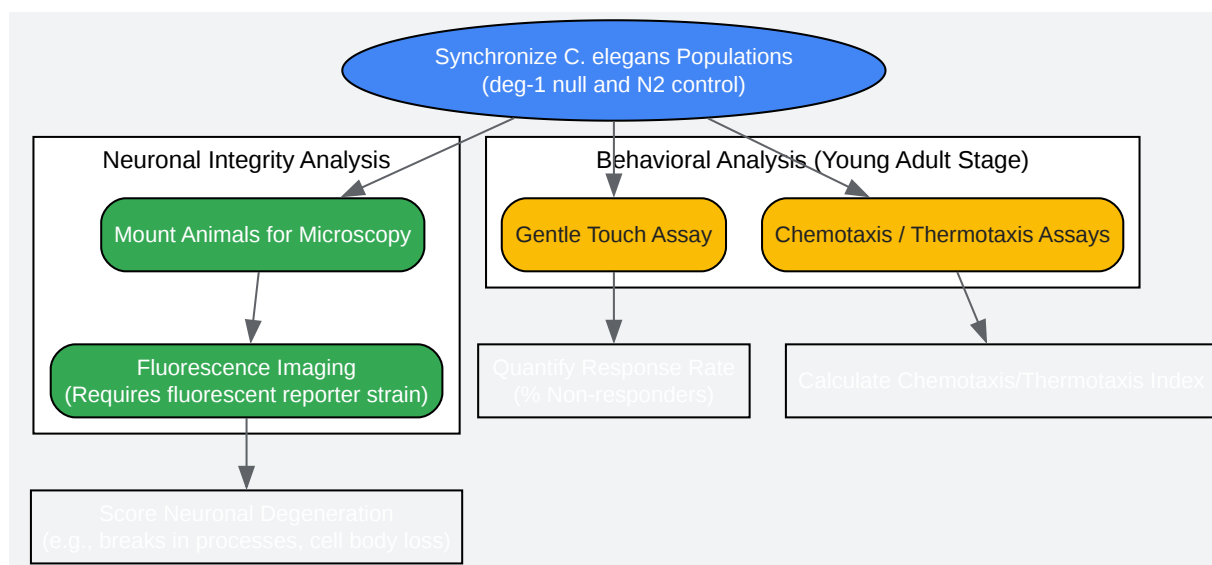 Synchronize C. elegans Populations
(deg-1 null and N2 control)
Neuronal Integrity Analysis
Behavioral Analysis (Young Adult Stage)
Mount Animals for Microscopy
Gentle Touch Assay
Chemotaxis / Thermotaxis Assays
Fluorescence Imaging
(Requires fluorescent reporter strain)
Quantify Response Rate
(% Non-responders)
Calculate Chemotaxis/Thermotaxis Index
Score Neuronal Degeneration
(e.g., breaks in processes, cell body loss)